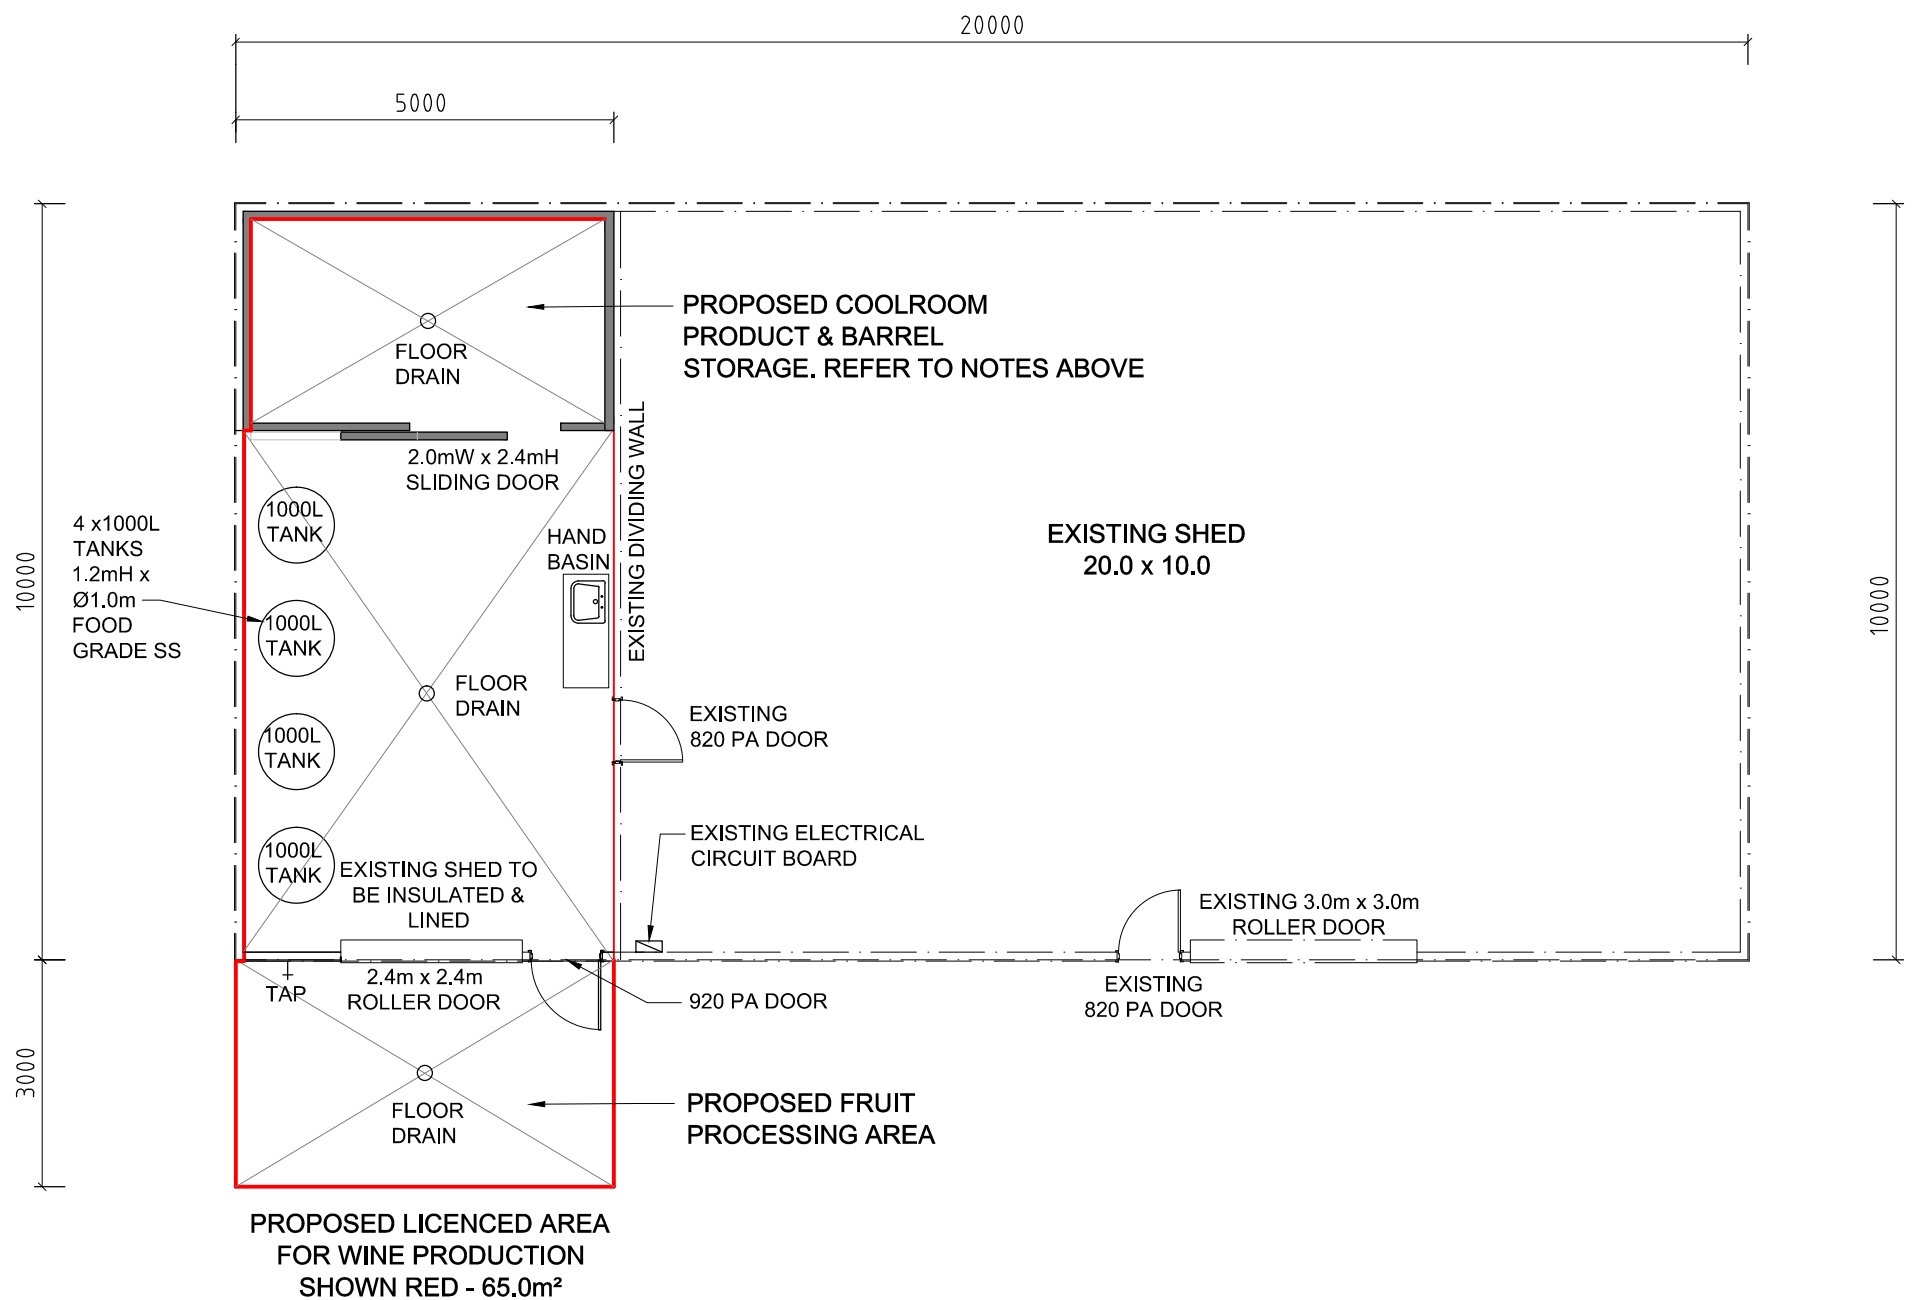 20000
5000
10000
3000
10000
PROPOSED COOLROOM
PRODUCT & BARREL
STORAGE. REFER TO NOTES ABOVE
FLOOR
DRAIN
2.0mW x 2.4mH
SLIDING DOOR
EXISTING DIVIDING WALL
HAND
BASIN
4 x1000L
TANKS
1.2mH x
Ø1.0m
FOOD
GRADE SS
1000L
TANK
1000L
TANK
1000L
TANK
1000L
TANK
FLOOR
DRAIN
EXISTING SHED
20.0 x 10.0
EXISTING
820 PA DOOR
EXISTING ELECTRICAL
CIRCUIT BOARD
EXISTING SHED TO
BE INSULATED &
LINED
EXISTING 3.0m x 3.0m
ROLLER DOOR
TAP
2.4m x 2.4m
ROLLER DOOR
920 PA DOOR
EXISTING
820 PA DOOR
FLOOR
DRAIN
PROPOSED FRUIT
PROCESSING AREA
PROPOSED LICENCED AREA
FOR WINE PRODUCTION
SHOWN RED - 65.0m²